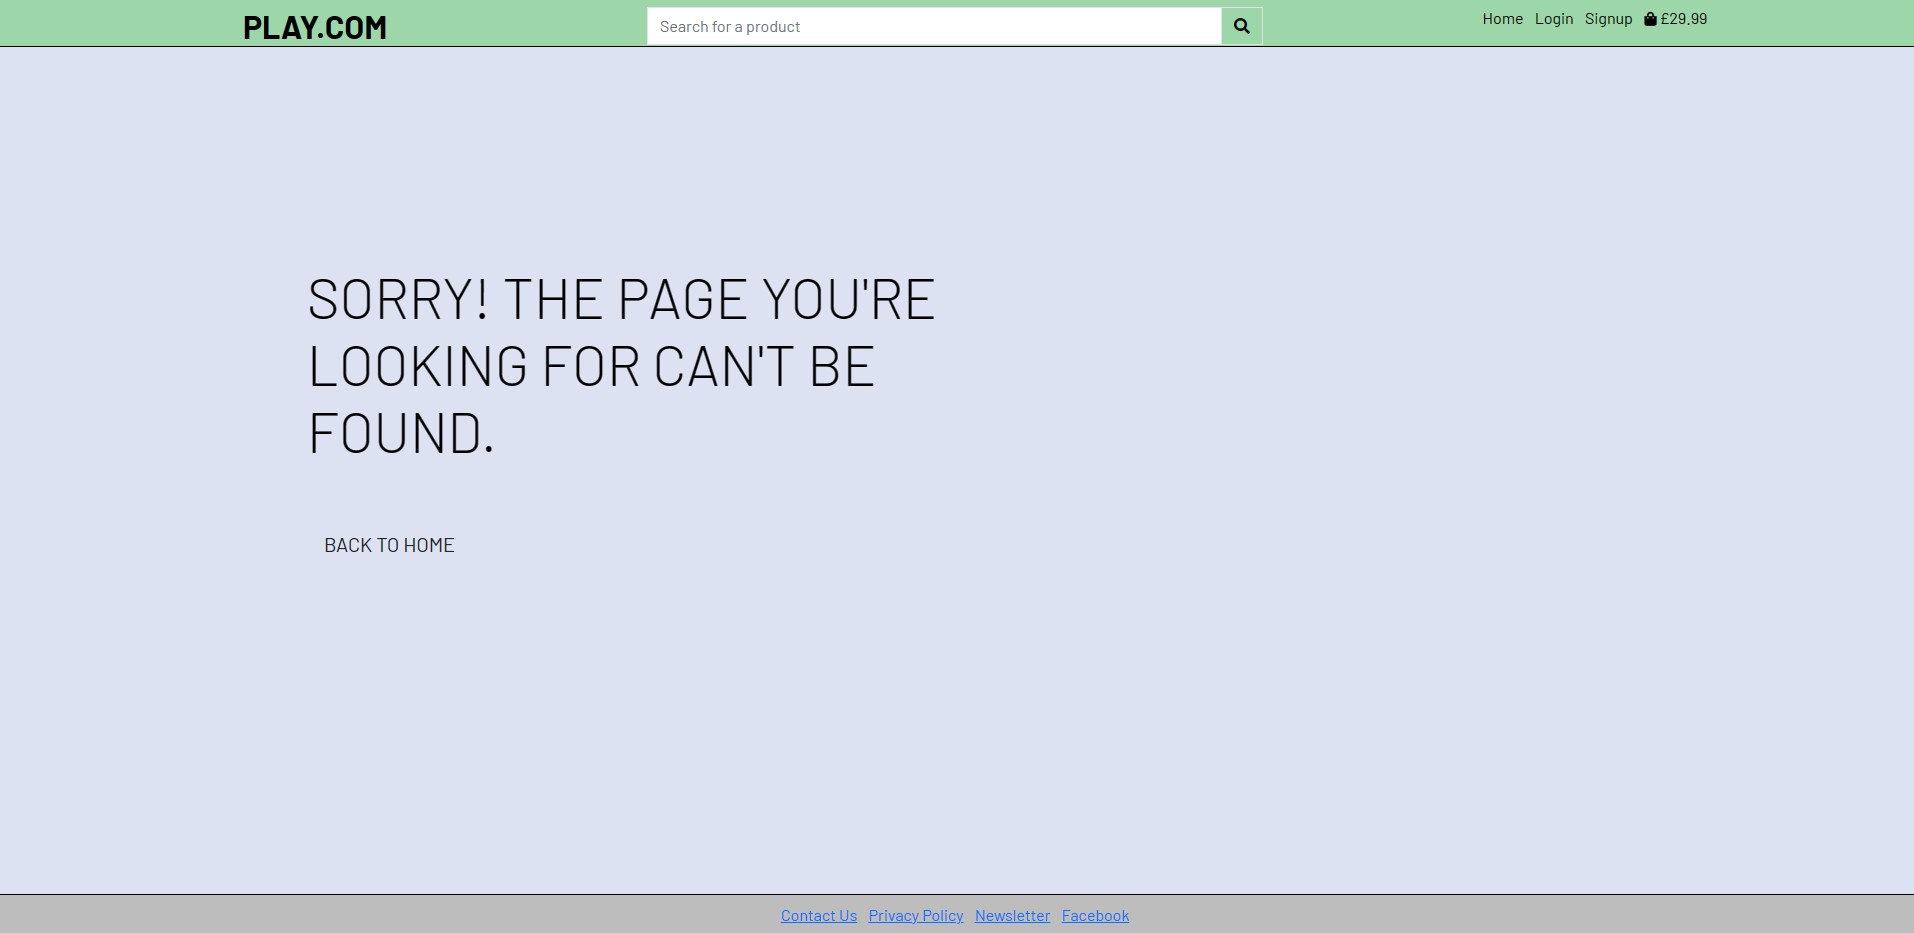 PLAY.COM
Search for a product
Home Login Signup £29.99
SORRY! THE PAGE YOU'RE
LOOKING FOR CAN'T BE
FOUND.
BACK TO HOME
Contact Us Privacy Policy Newsletter Facebook